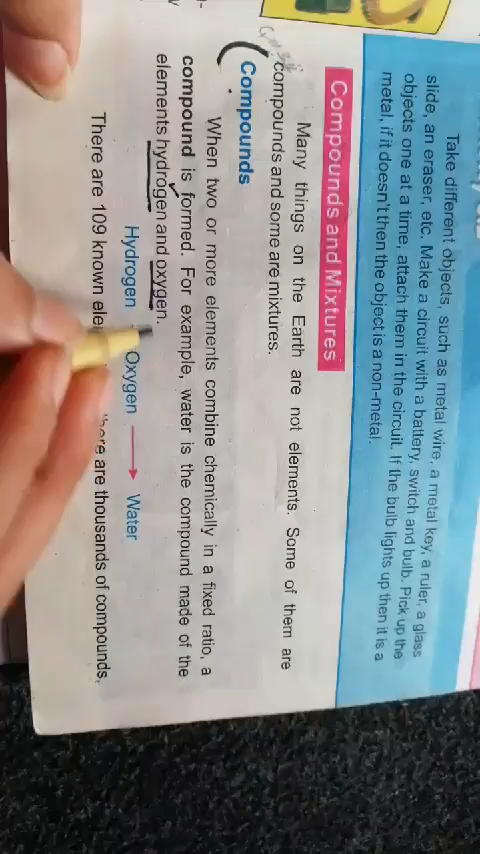 Take different objects, such as metal wire, a metal key, a ruler, a glass
slide, an eraser, etc. Make a circuit with a battery, switch and bulb. Pick up the
objects one at a time, attach them in the circuit. If the bulb lights up then it is a
metal, if it doesn't then the object is a non-metal.
Compounds and Mixtures
Many things on the Earth are not elements. Some of them are
compounds and some are mixtures.
Compounds
When two or more elements combine chemically in a fixed ratio, a
compound is formed. For example, water is the compound made of the
elements hydrogen and oxygen.
Hydrogen Oxygen → Water
There are 109 known are thousands of compounds.